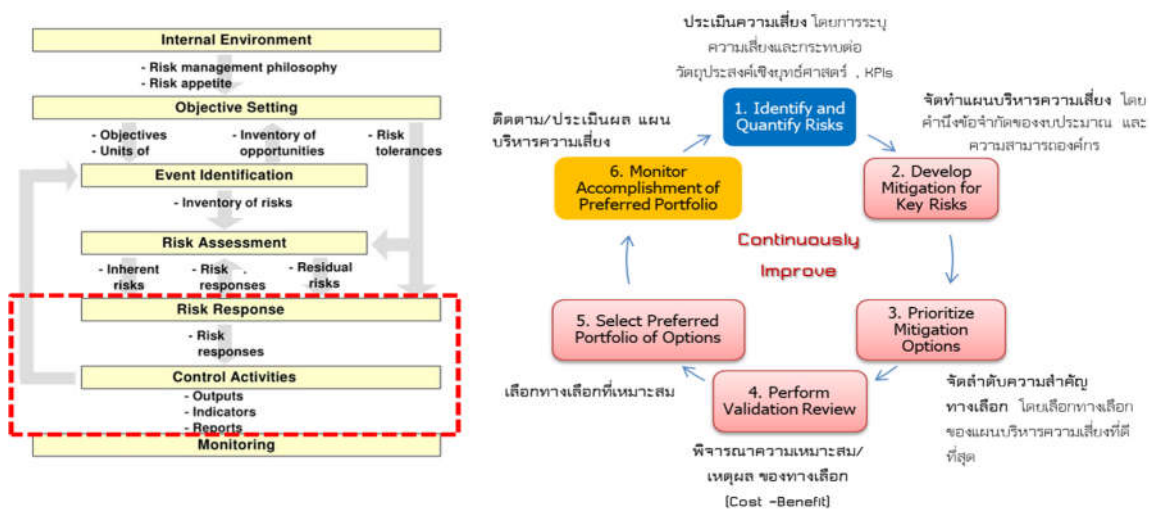 Internal Environment
- Risk management philosophy
- Risk appetite
Objective Setting
- Objectives
- Units of
- Inventory of
opportunities
- Risk
tolerances
Event Identification
- Inventory of risks
Risk Assessment
- Inherent
risks
- Risk
responses
- Residual
risks
Risk Response
- Risk
responses
Control Activities
- Outputs
- Indicators
- Reports
Monitoring
ประเมินความเสี่ยง โดยการระบุ
ความเสี่ยงและกระทบต่อ
วัตถุประสงค์เชิงยุทธ์ศาสตร์ , KPIs
1. Identify and
Quantify Risks
จัดทำแผนบริหารความเสี่ยง โดย
คำนึงข้อจำกัดของงบประมาณ และ
ความสามารถองค์กร
2. Develop
Mitigation for
Key Risks
3. Prioritize
Mitigation
Options
จัดลำดับความสำคัญ
ทางเลือก โดยเลือกทางเลือก
ของแผนบริหารความเสี่ยงที่ดี
ที่สุด
4. Perform
Validation Review
พิจารณาความเหมาะสม/
เหตุผล ของทางเลือก
(Cost -Benefit)
5. Select Preferred
Portfolio of Options
เลือกทางเลือกที่เหมาะสม
6. Monitor
Accomplishment of
Preferred Portfolio
ติดตาม/ประเมินผล แผน
บริหารความเสี่ยง
Continuously
Improve